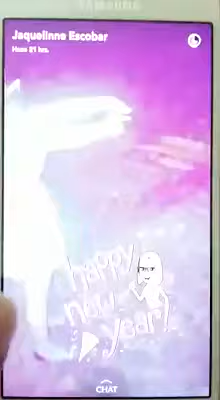 SAMSUNG
Jaquelinne Escobar
Hace 21 hrs.
happy
new
year!
CHAT